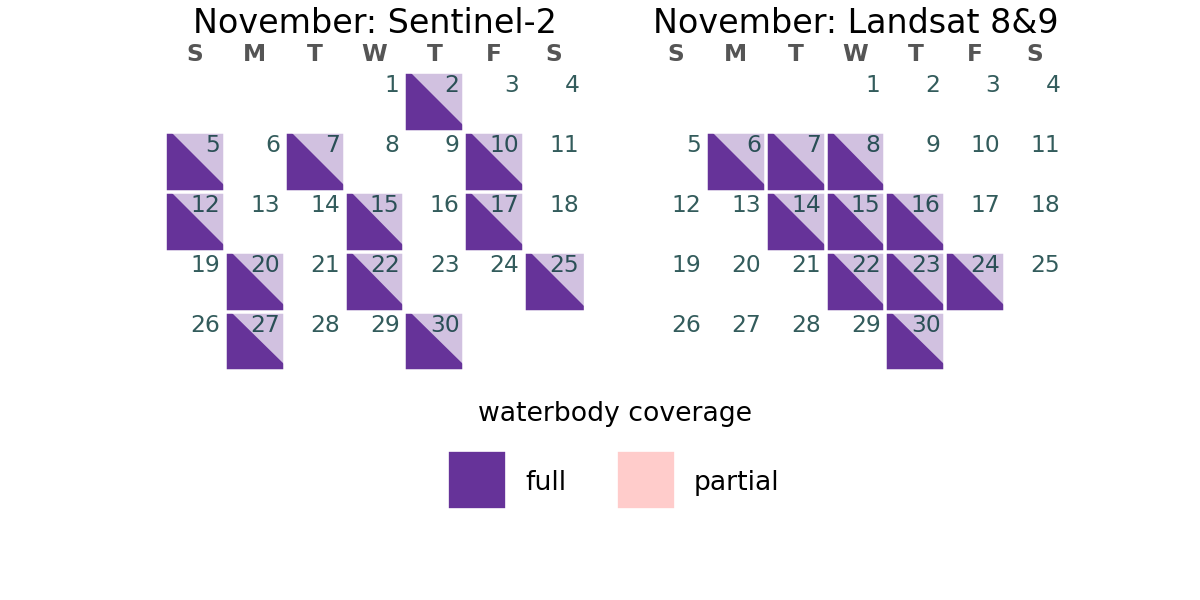 November: Sentinel-2
S M T W T F S
1 2 3 4
5 6 7 8 9 10 11
12 13 14 15 16 17 18
19 20 21 22 23 24 25
26 27 28 29 30
November: Landsat 8&9
S M T W T F S
1 2 3 4
5 6 7 8 9 10 11
12 13 14 15 16 17 18
19 20 21 22 23 24 25
26 27 28 29 30
waterbody coverage
full partial